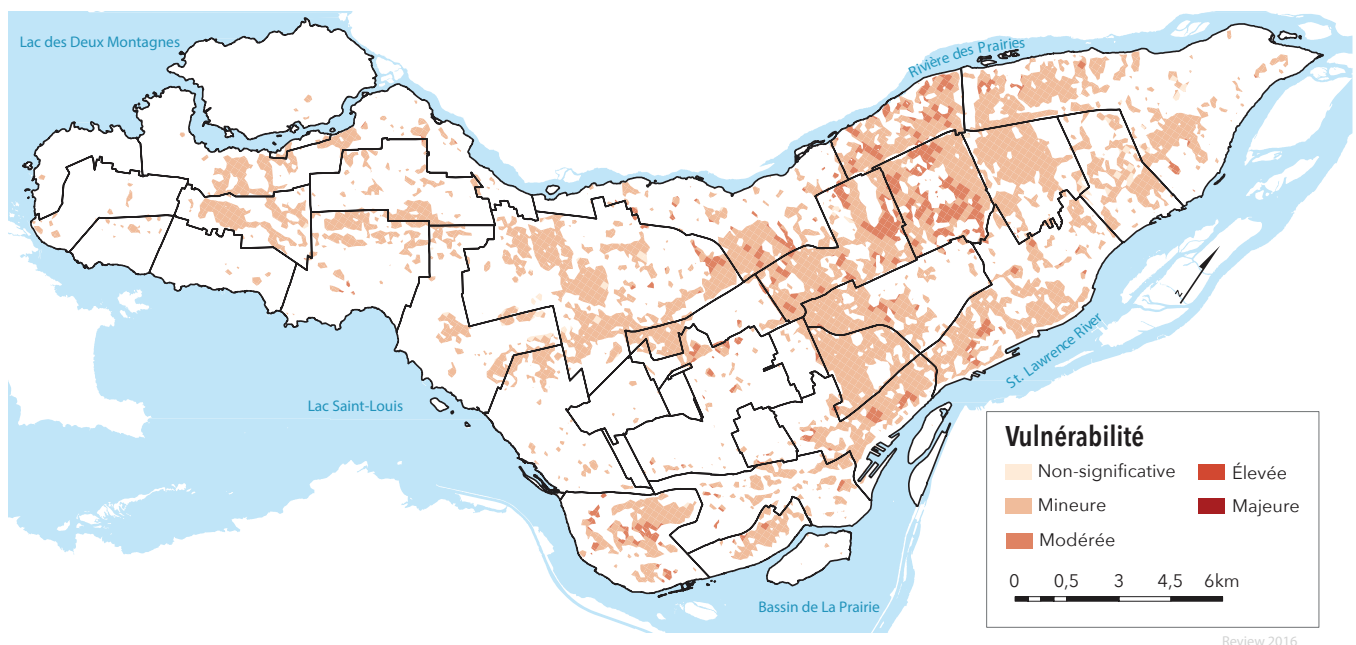 Lac des Deux Montagnes
Rivière des Prairies
N
St. Lawrence River
Lac Saint-Louis
Bassin de La Prairie
Vulnérabilité
Non-significative
Élevée
Mineure
Majeure
Modérée
0 0,5 3 4,5 6km
Review 2016